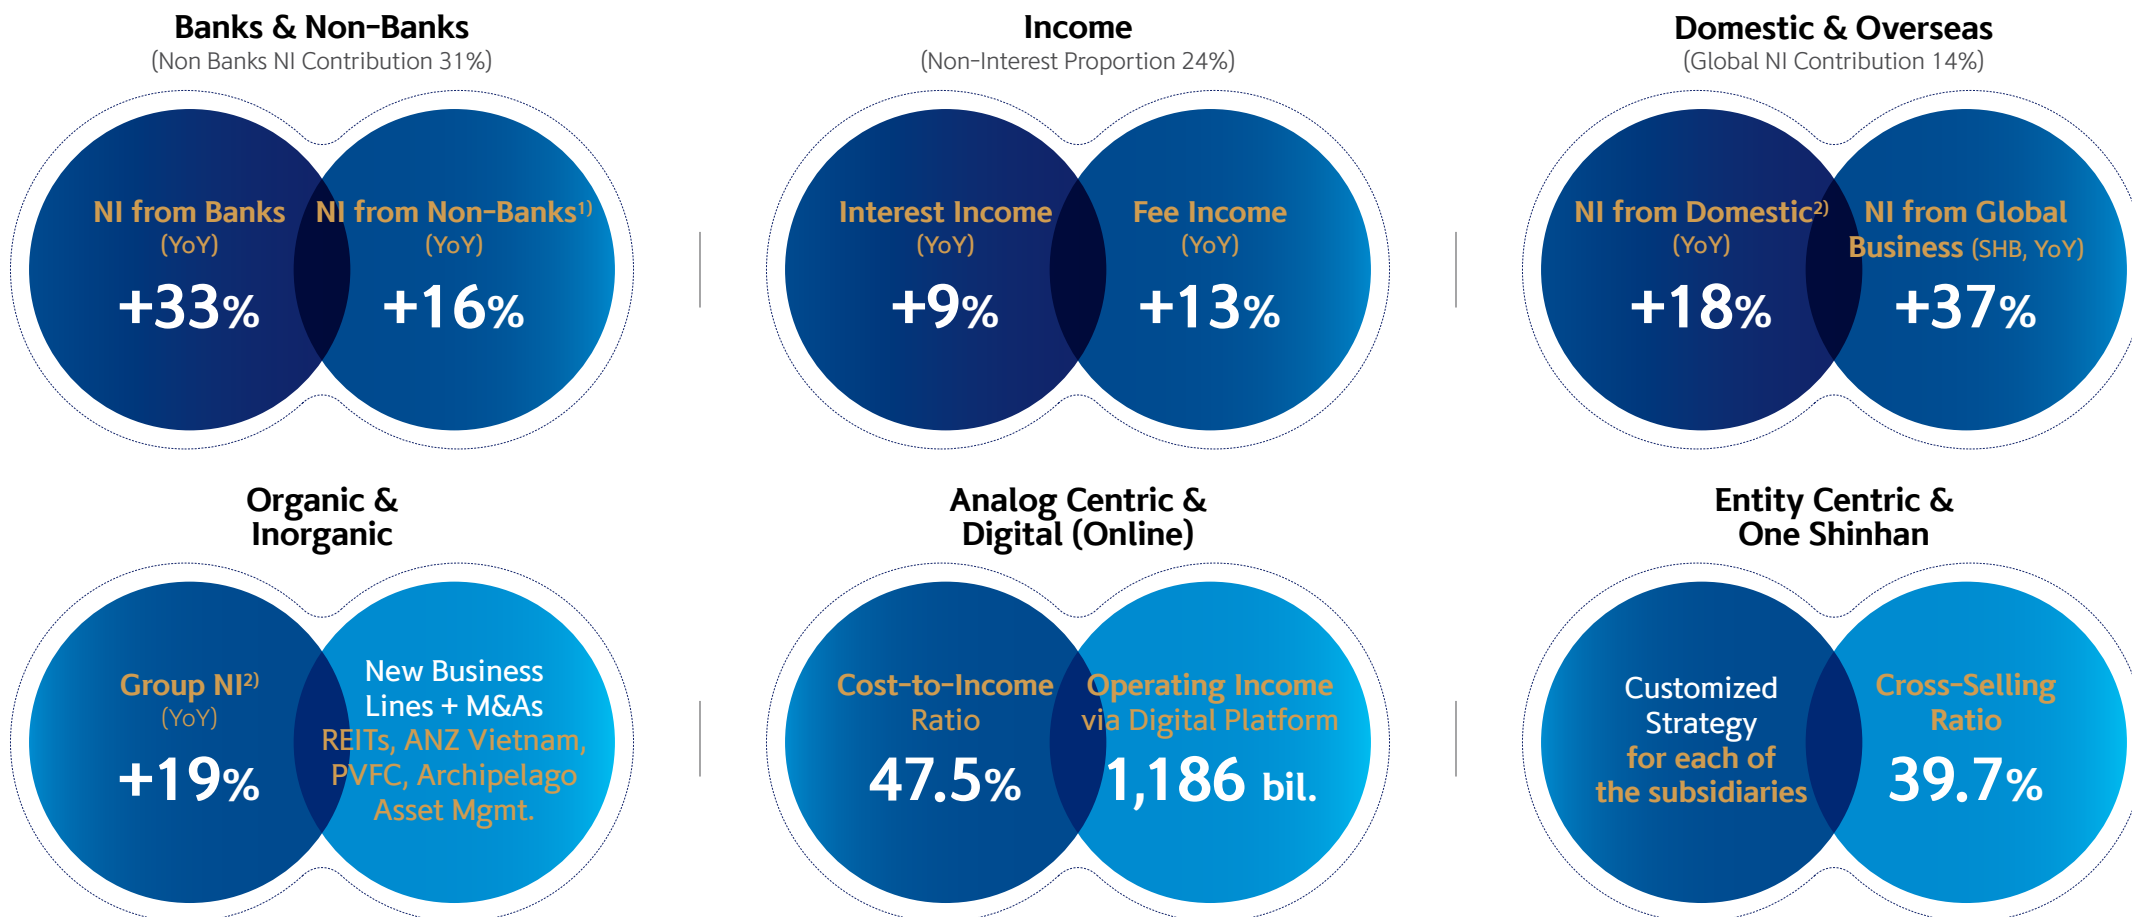 Banks & Non-Banks
(Non Banks NI Contribution 31%)
NI from Banks
(YoY)
+33%
NI from Non-Banks1)
(YoY)
+16%
Income
(Non-Interest Proportion 24%)
Interest Income
(YoY)
+9%
Fee Income
(YoY)
+13%
Domestic & Overseas
(Global NI Contribution 14%)
NI from Domestic2)
(YoY)
+18%
NI from Global
Business (SHB, YoY)
+37%
Organic &
Inorganic
Group NI2)
(YoY)
+19%
New Business
Lines + M&As
REITs, ANZ Vietnam,
PVFC, Archipelago
Asset Mgmt.
Analog Centric &
Digital (Online)
Cost-to-Income
Ratio
47.5%
Operating Income
via Digital Platform
1,186 bil.
Entity Centric &
One Shinhan
Customized
Strategy
for each of
the subsidiaries
Cross-Selling
Ratio
39.7%